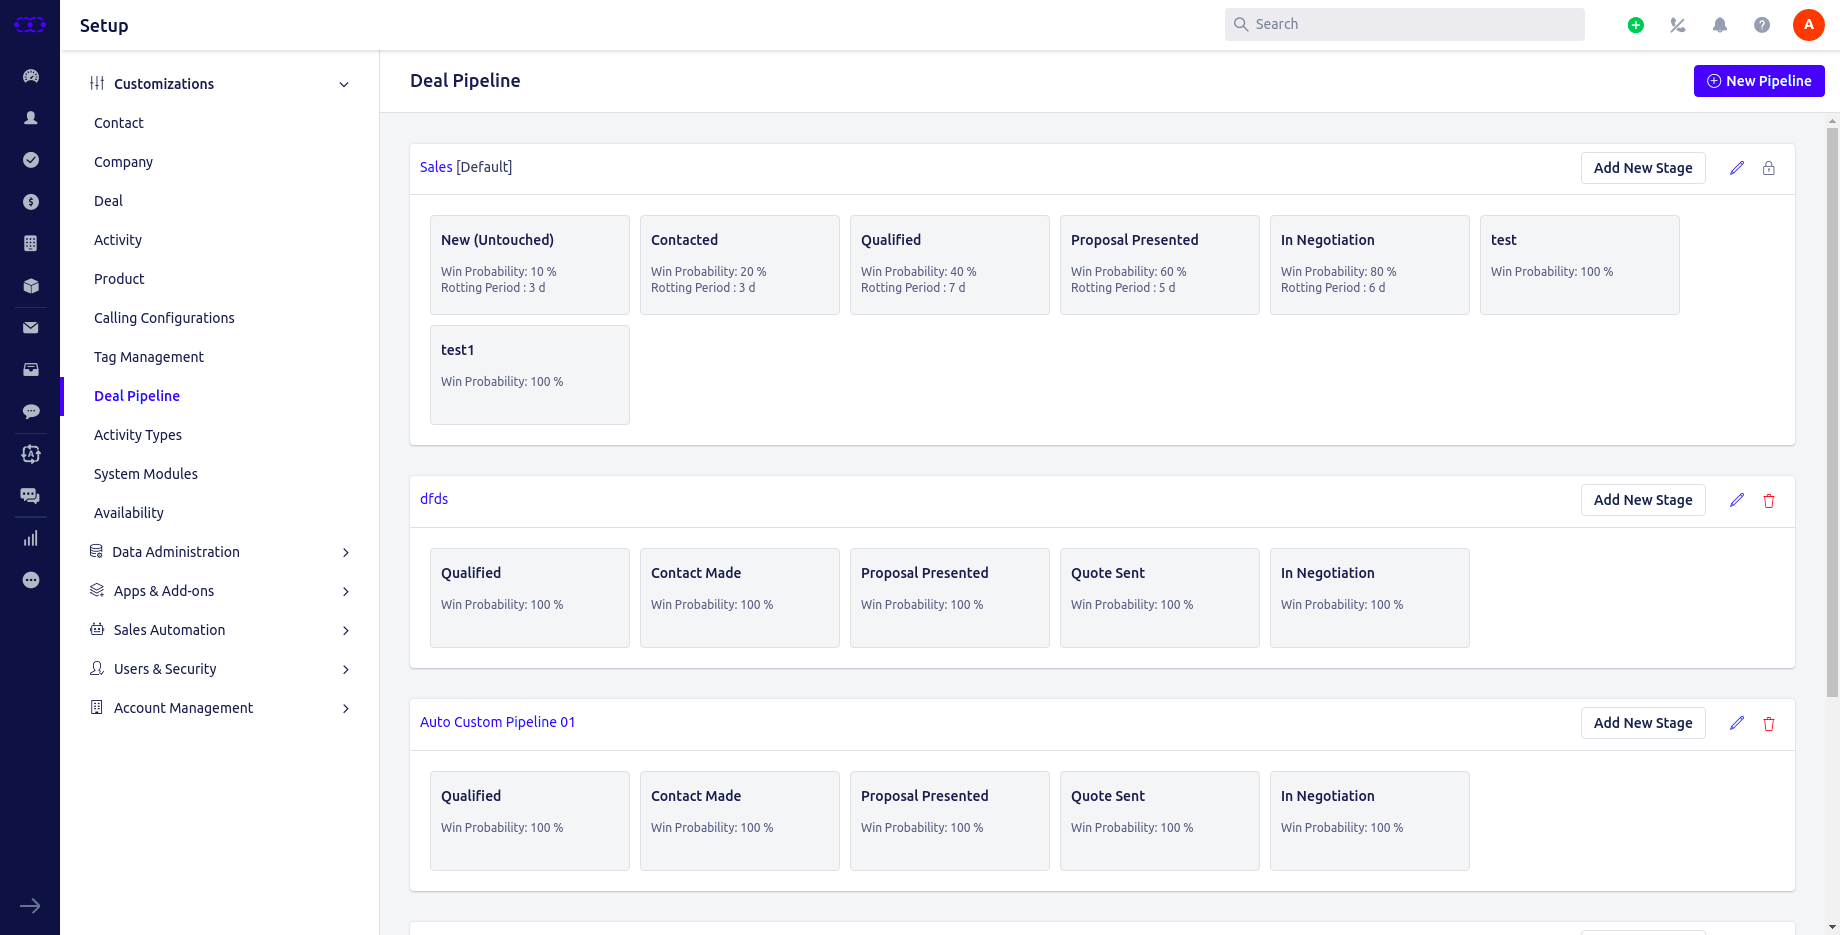 Setup
Search
A
Customizations
Contact
Company
Deal
Activity
Product
Calling Configurations
Tag Management
Deal Pipeline
Activity Types
System Modules
Availability
Data Administration
Apps & Add-ons
Sales Automation
Users & Security
Account Management
Deal Pipeline
New Pipeline
Sales [Default]
Add New Stage
New (Untouched)
Win Probability: 10 %
Rotting Period : 3 d
Contacted
Win Probability: 20 %
Rotting Period : 3 d
Qualified
Win Probability: 40 %
Rotting Period : 7 d
Proposal Presented
Win Probability: 60 %
Rotting Period : 5 d
In Negotiation
Win Probability: 80 %
Rotting Period : 6 d
test
Win Probability: 100 %
test1
Win Probability: 100 %
dfds
Add New Stage
Qualified
Win Probability: 100 %
Contact Made
Win Probability: 100 %
Proposal Presented
Win Probability: 100 %
Quote Sent
Win Probability: 100 %
In Negotiation
Win Probability: 100 %
Auto Custom Pipeline 01
Add New Stage
Qualified
Win Probability: 100 %
Contact Made
Win Probability: 100 %
Proposal Presented
Win Probability: 100 %
Quote Sent
Win Probability: 100 %
In Negotiation
Win Probability: 100 %